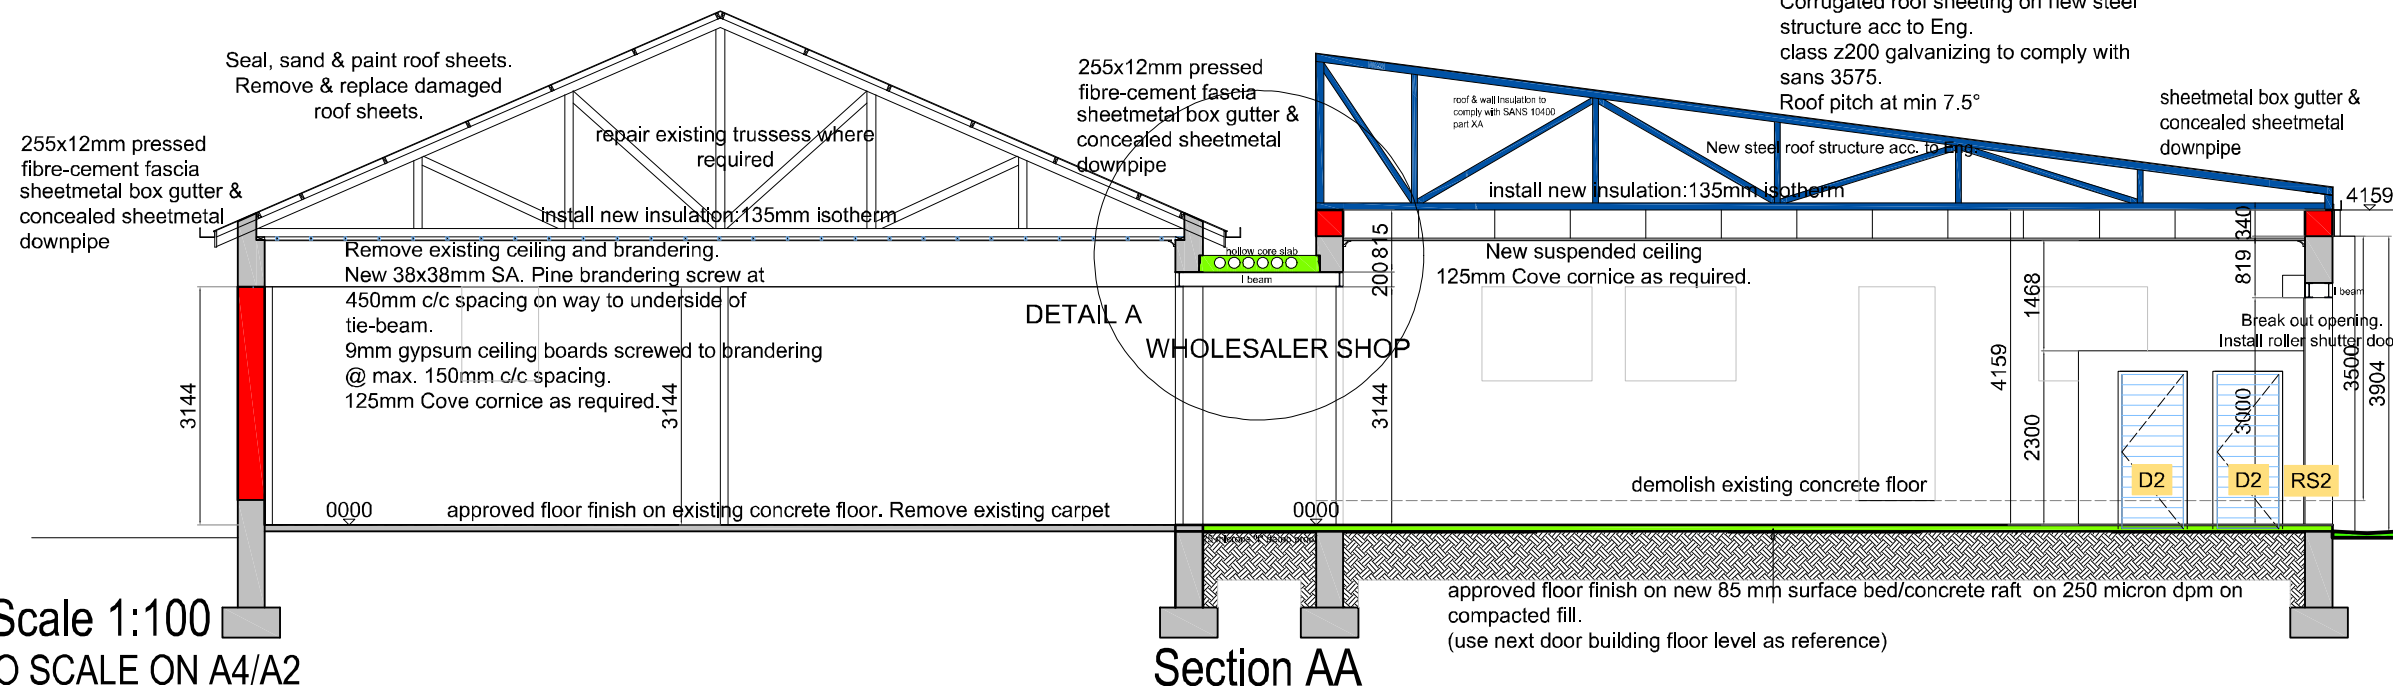 Corrugated roof sheeting on new steel
structure acc to Eng.
class z200 galvanizing to comply with
sans 3575.
Roof pitch at min 7.5°
Seal, sand & paint roof sheets.
Remove & replace damaged
roof sheets.
255x12mm pressed
fibre-cement fascia
sheetmetal box gutter &
concealed sheetmetal
downpipe
roof & wall Insulation to
comply with SANS 10400
part XA
sheetmetal box gutter &
concealed sheetmetal
downpipe
255x12mm pressed
fibre-cement fascia
sheetmetal box gutter &
concealed sheetmetal
downpipe
repair existing trussess where
required
New steel roof structure acc. to Eng.
install new insulation:135mm isotherm
install new insulation:135mm isotherm
4159
Remove existing ceiling and brandering.
New 38x38mm SA. Pine brandering screw at
450mm c/c spacing on way to underside of
tie-beam.
9mm gypsum ceiling boards screwed to brandering
@ max. 150mm c/c spacing.
125mm Cove cornice as required.
hollow core slab
I beam
815
200
New suspended ceiling
125mm Cove cornice as required.
340
819
1468
I beam
DETAIL A
WHOLESALER SHOP
Break out opening.
Install roller shutter doo
3144
3144
3144
4159
2300
3000
3500
3904
D2
D2
RS2
demolish existing concrete floor
0000
approved floor finish on existing concrete floor. Remove existing carpet
0000
approved floor finish on new 85 mm surface bed/concrete raft on 250 micron dpm on
compacted fill.
(use next door building floor level as reference)
Scale 1:100
O SCALE ON A4/A2
Section AA